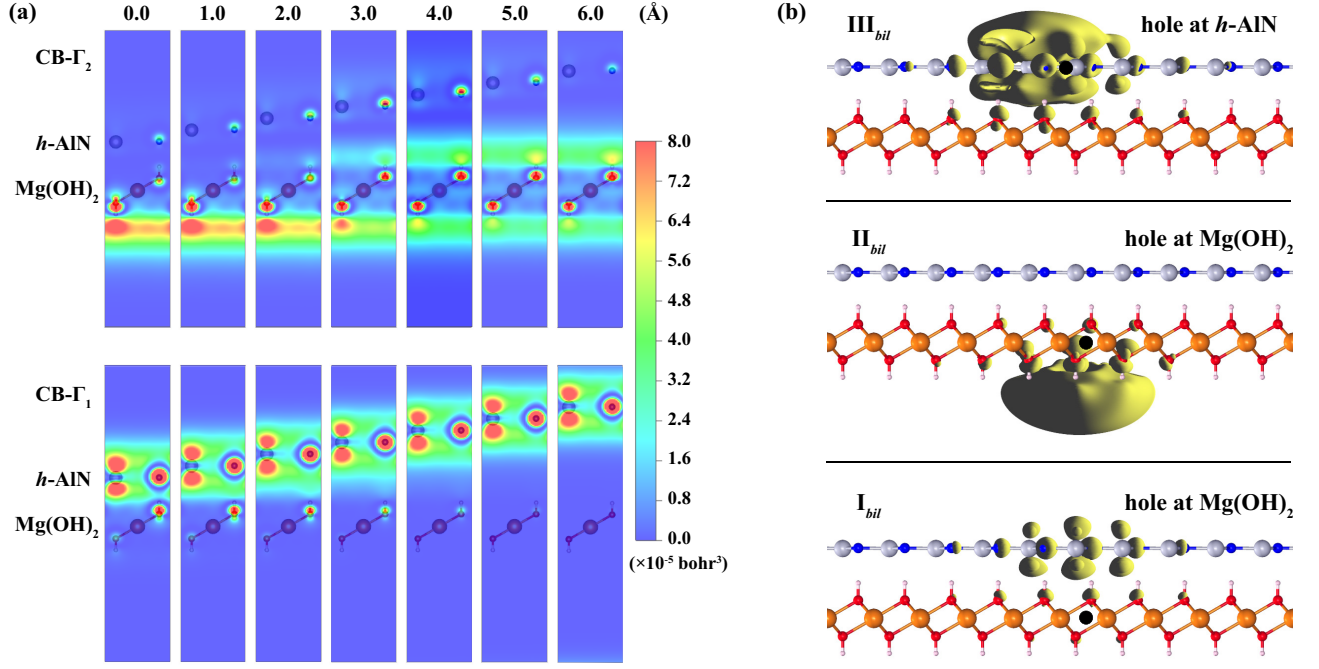 (a) 0.0 1.0 2.0 3.0 4.0 5.0 6.0 (Å)
CB-Γ₂
h-AlN
Mg(OH)₂
8.0
7.2
6.4
5.6
4.8
4.0
3.2
2.4
1.6
0.8
0.0
(×10⁻⁵ bohr³)
CB-Γ₁
h-AlN
Mg(OH)₂
(b)
III_bil hole at h-AlN
II_bil hole at Mg(OH)₂
I_bil hole at Mg(OH)₂